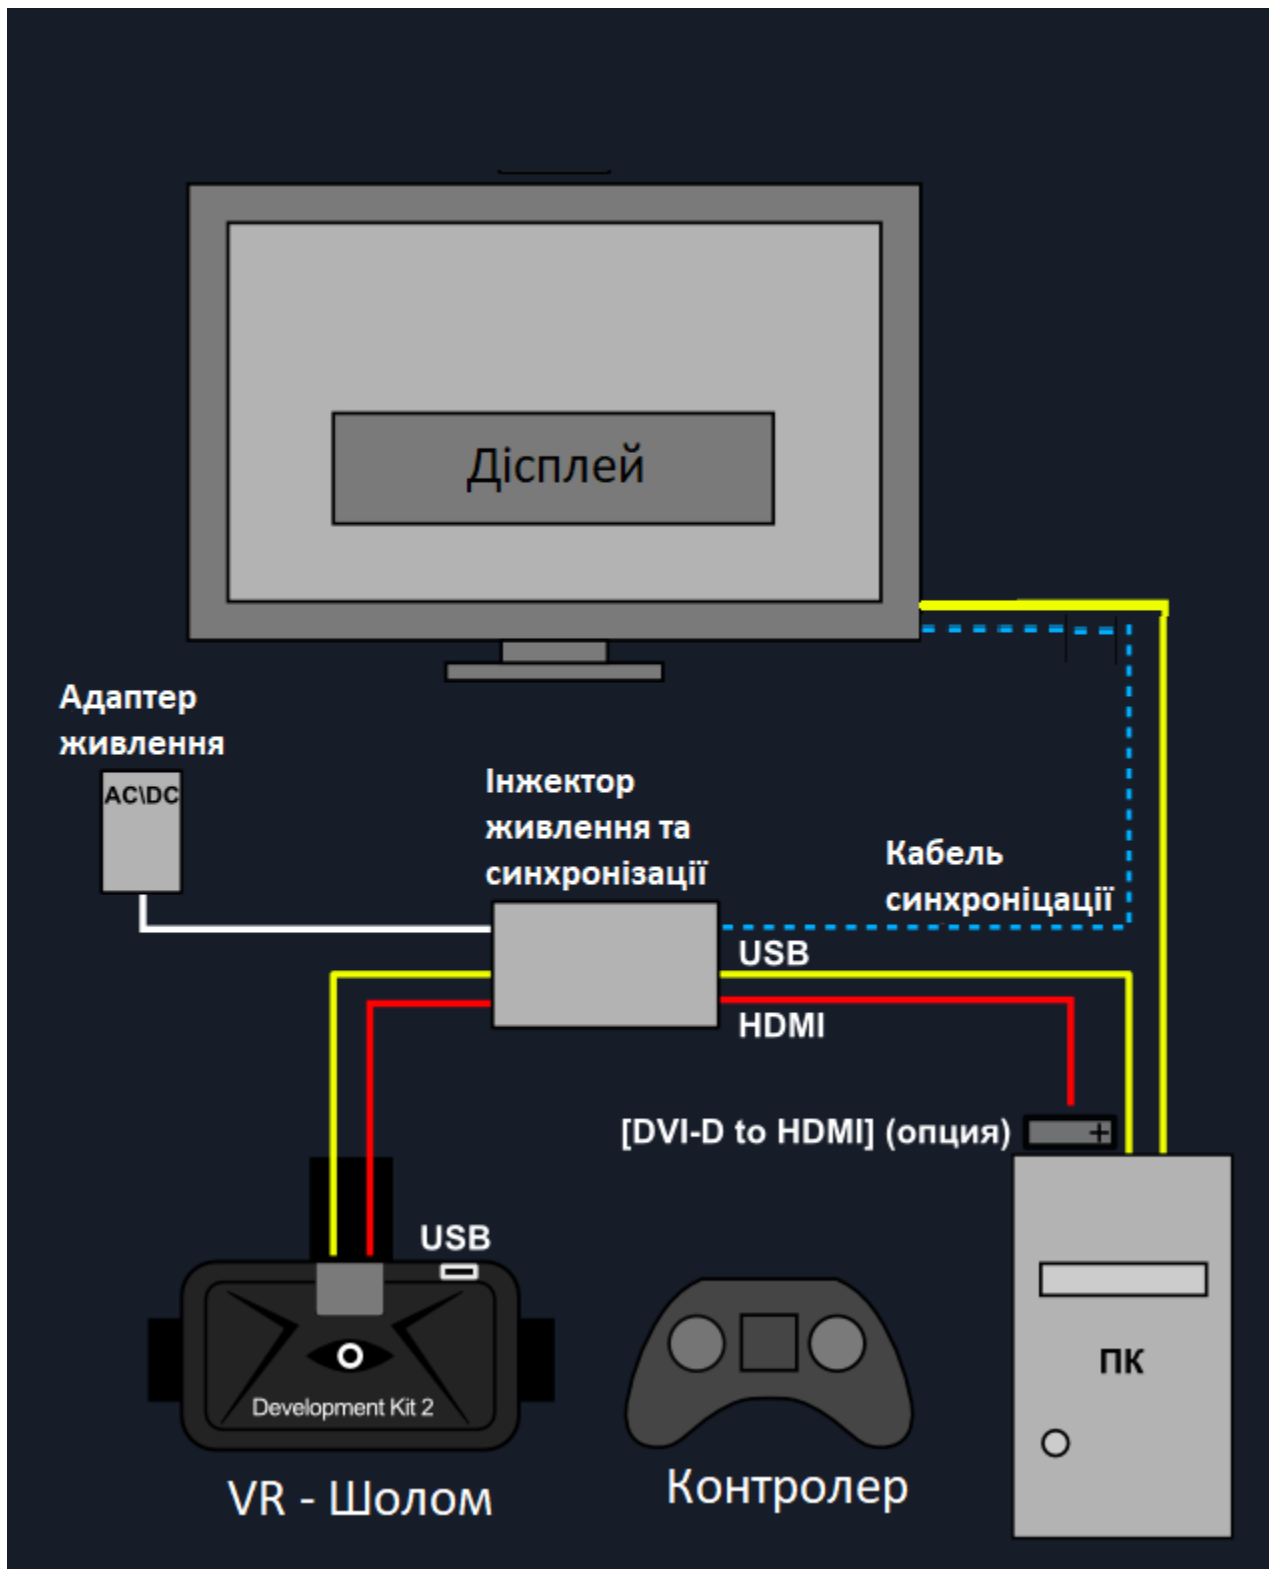 Дісплей
Адаптер
живлення
AC\DC
Інжектор
живлення та
синхронізації
Кабель
синхроніцації
USB
HDMI
[DVI-D to HDMI] (опция)
USB
ПК
Development Kit 2
VR - Шолом
Контролер